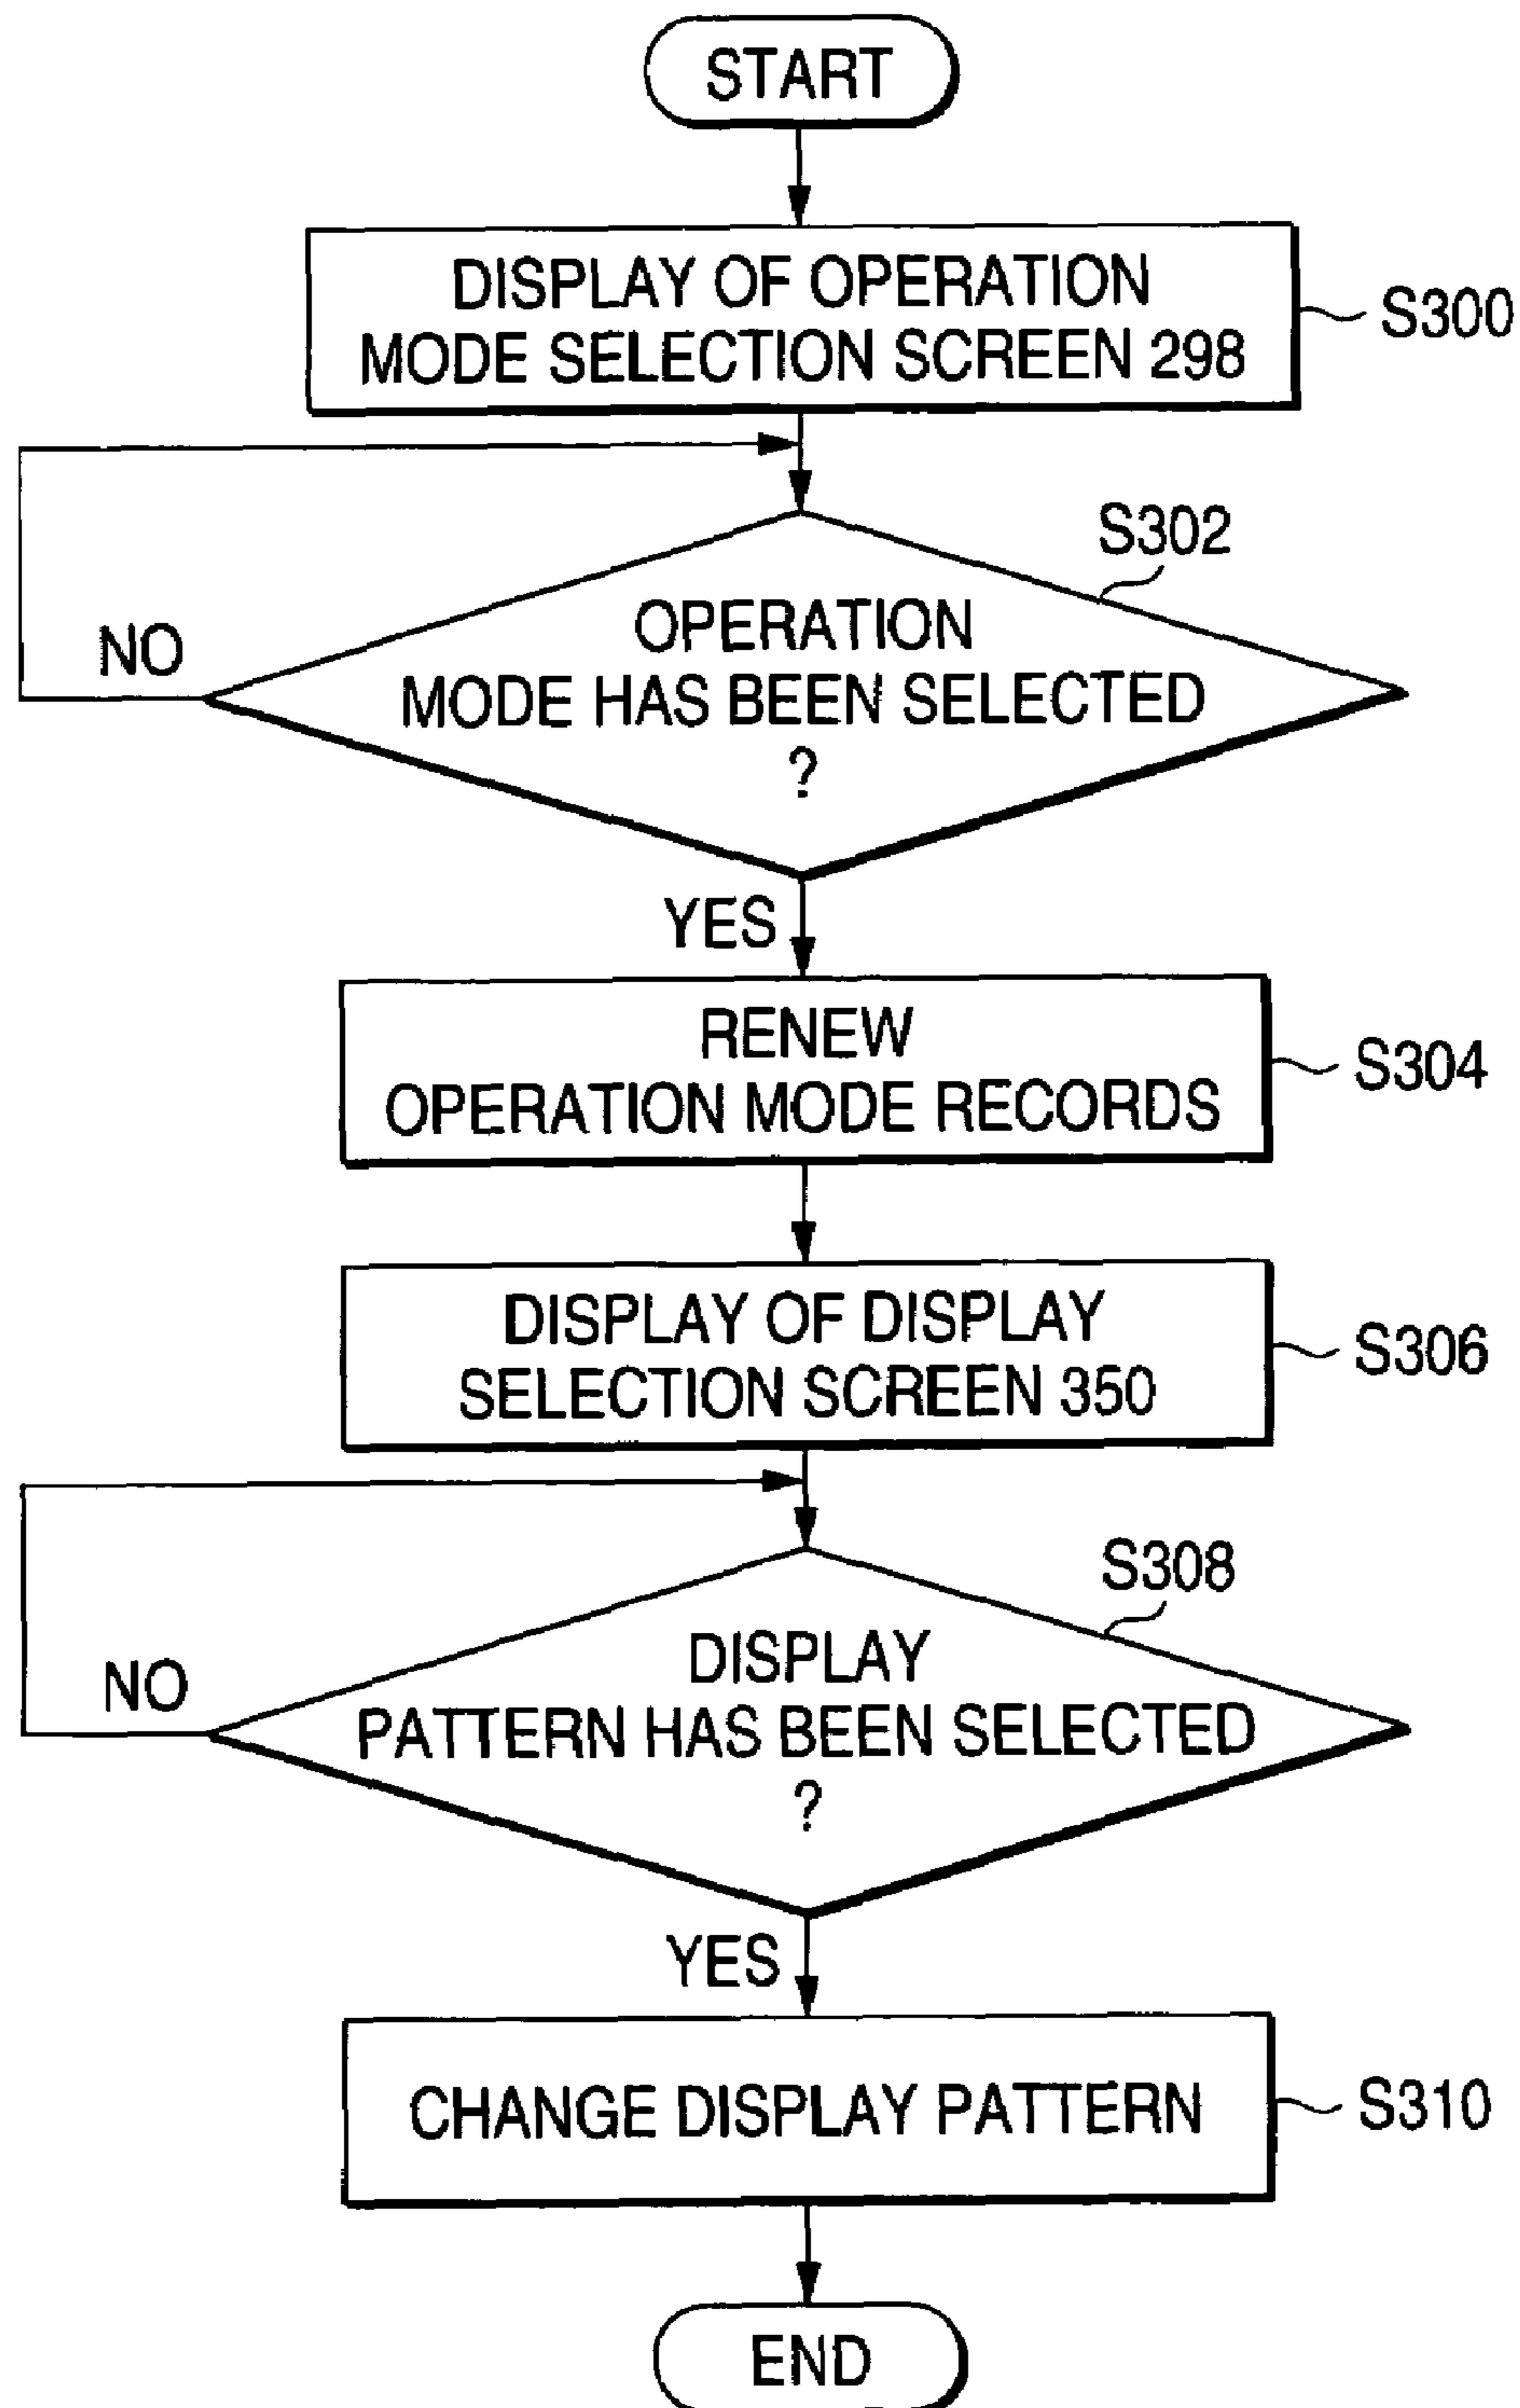 START
DISPLAY OF OPERATION
MODE SELECTION SCREEN 298
S300
S302
OPERATION
MODE HAS BEEN SELECTED
?
NO
YES
RENEW
OPERATION MODE RECORDS
S304
DISPLAY OF DISPLAY
SELECTION SCREEN 350
S306
S308
DISPLAY
PATTERN HAS BEEN SELECTED
?
NO
YES
CHANGE DISPLAY PATTERN
S310
END